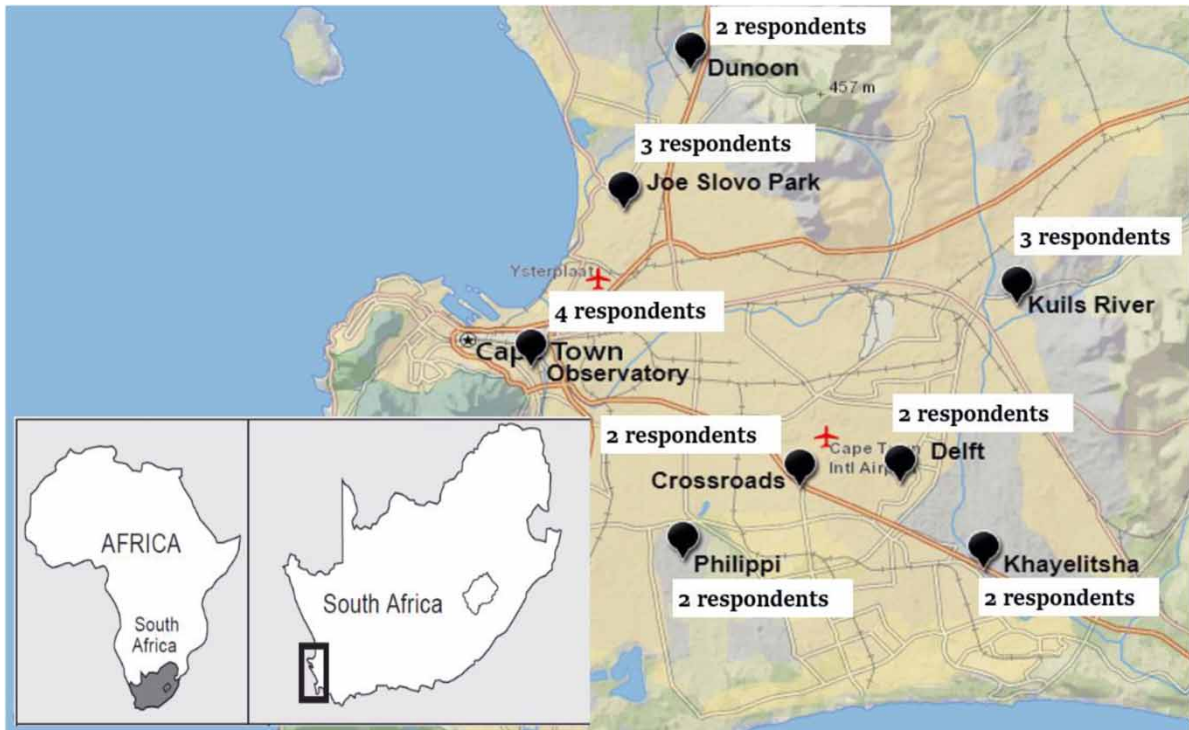 2 respondents
Dunoon
457 m
3 respondents
Joe Slovo Park
3 respondents
Kuils River
Ysterplaat
4 respondents
Cape Town
Observatory
2 respondents
Crossroads
2 respondents
Delft
Cape Town
Intl Airport
Philippi
2 respondents
Khayelitsha
2 respondents
AFRICA
South
Africa
South Africa